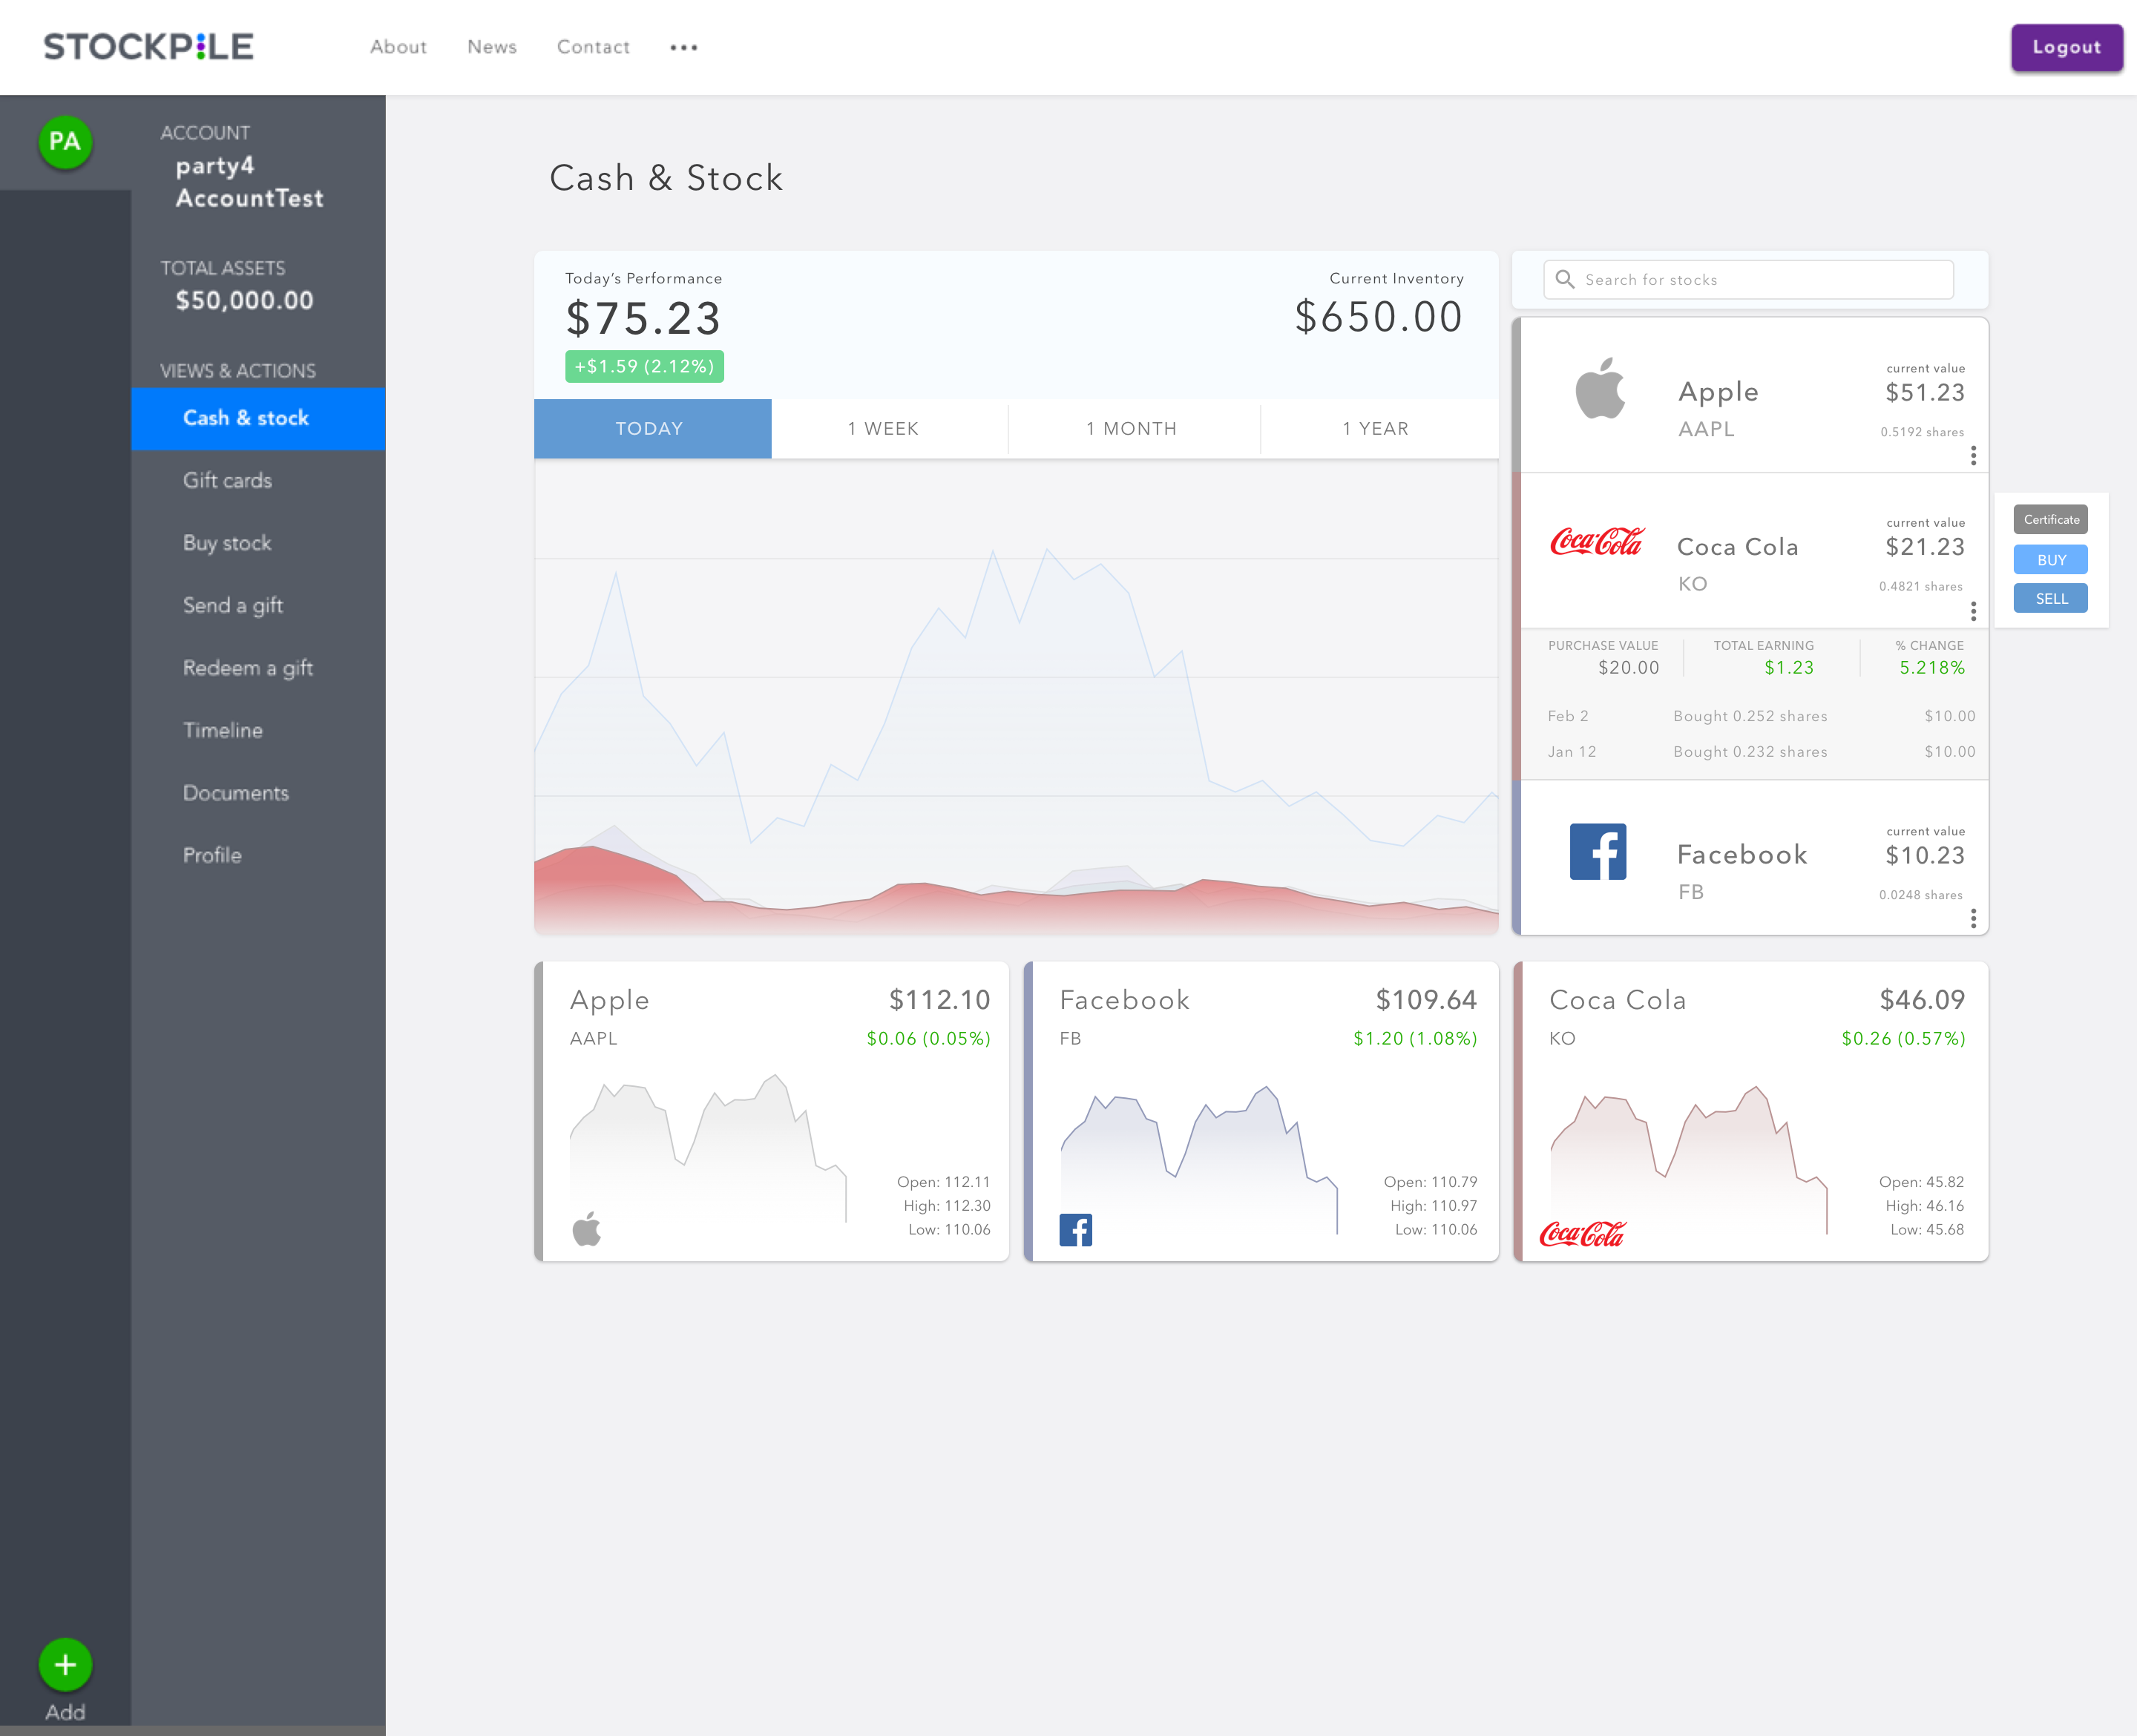 STOCKPILE
About
News
Contact
Logout
PA
ACCOUNT
party4
AccountTest
TOTAL ASSETS
$50,000.00
VIEWS & ACTIONS
Cash & stock
Gift cards
Buy stock
Send a gift
Redeem a gift
Timeline
Documents
Profile
Add
Cash & Stock
Today's Performance
$75.23
+$1.59 (2.12%)
Current Inventory
$650.00
TODAY
1 WEEK
1 MONTH
1 YEAR
Search for stocks
Apple
AAPL
current value
$51.23
0.5192 shares
Coca-Cola
Coca Cola
KO
current value
$21.23
0.4821 shares
Certificate
BUY
SELL
PURCHASE VALUE
$20.00
TOTAL EARNING
$1.23
% CHANGE
5.218%
Feb 2 Bought 0.252 shares $10.00
Jan 12 Bought 0.232 shares $10.00
Facebook
FB
current value
$10.23
0.0248 shares
Apple $112.10
AAPL $0.06 (0.05%)
Open: 112.11
High: 112.30
Low: 110.06
Facebook $109.64
FB $1.20 (1.08%)
Open: 110.79
High: 110.97
Low: 110.06
Coca Cola $46.09
KO $0.26 (0.57%)
Open: 45.82
High: 46.16
Low: 45.68
Coca-Cola